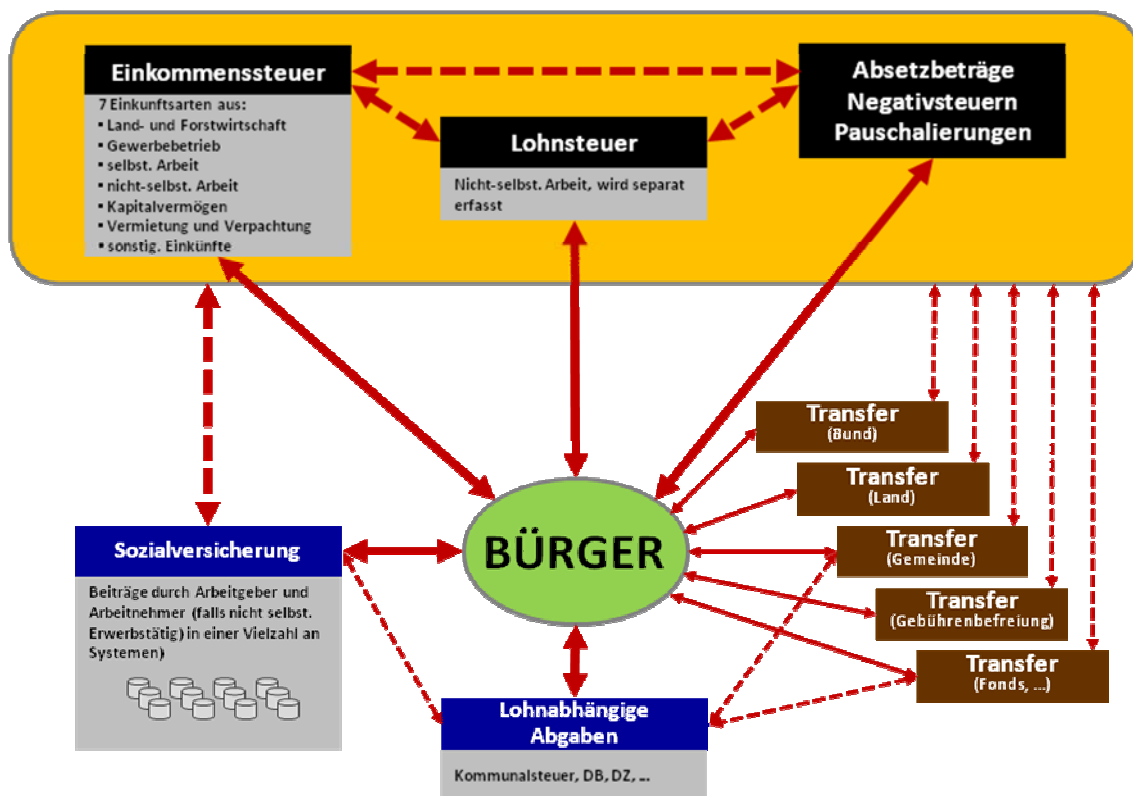 Einkommenssteuer
7 Einkunftsarten aus:
▪ Land- und Forstwirtschaft
▪ Gewerbebetrieb
▪ selbst. Arbeit
▪ nicht-selbst. Arbeit
▪ Kapitalvermögen
▪ Vermietung und Verpachtung
▪ sonstig. Einkünfte
Lohnsteuer
Nicht-selbst. Arbeit, wird separat
erfasst
Absetzbeträge
Negativsteuern
Pauschalierungen
Transfer
(Bund)
Transfer
(Land)
Transfer
(Gemeinde)
Transfer
(Gebührenbefreiung)
Transfer
(Fonds, ...)
BÜRGER
Sozialversicherung
Beiträge durch Arbeitgeber und
Arbeitnehmer (falls nicht selbst.
Erwerbstätig) in einer Vielzahl an
Systemen)
Lohnabhängige
Abgaben
Kommunalsteuer, DB, DZ, ...